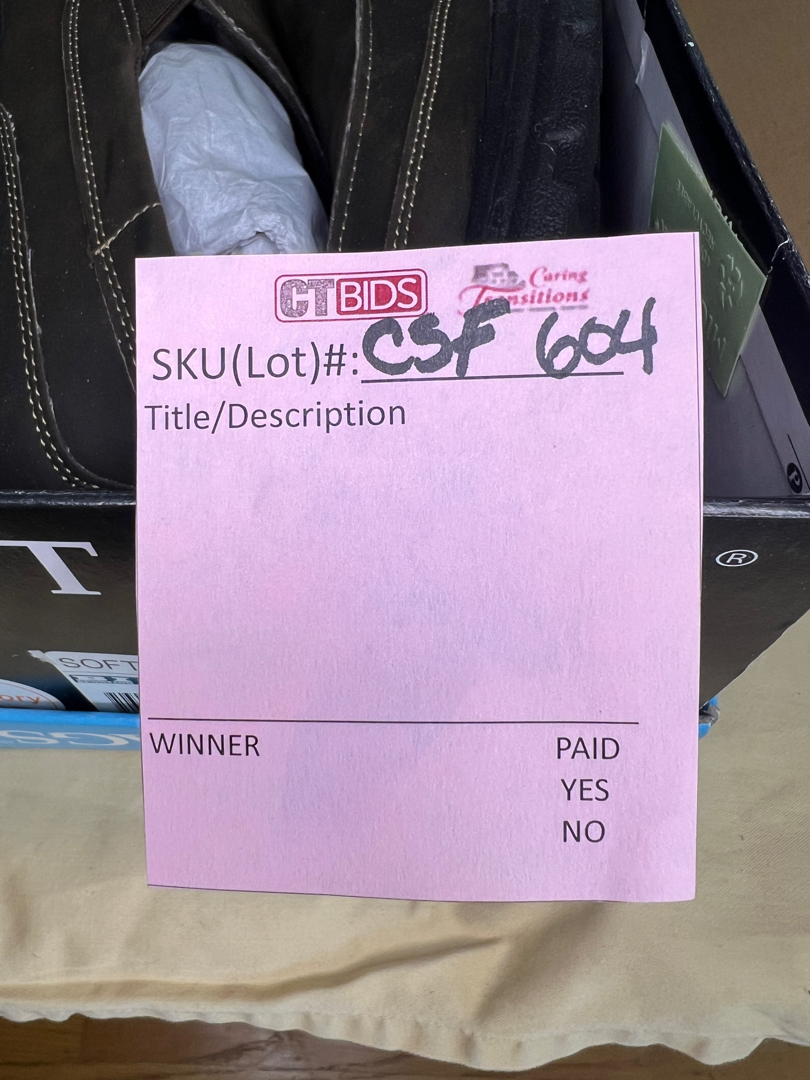 CTBIDS
Caring
Transitions
SKU(Lot)#: CSF 604
Title/Description
T
®
SOFT
WINNER PAID
YES
NO